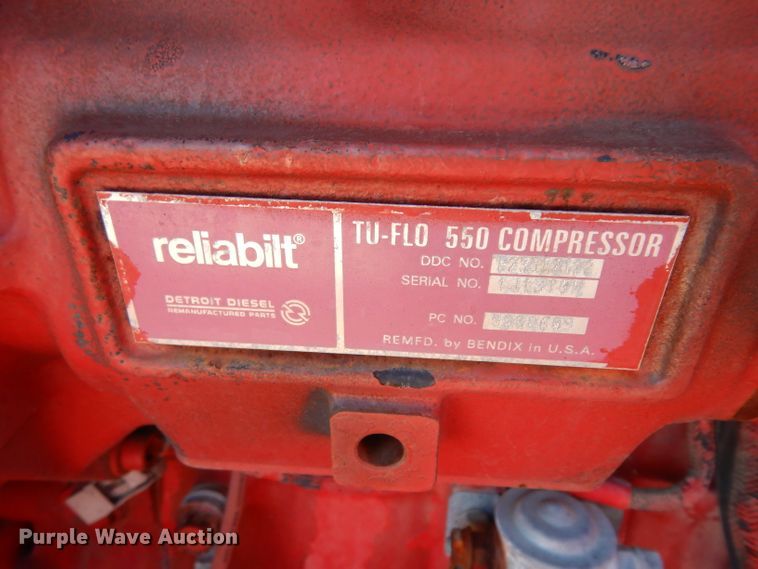 reliabilt®
DETROIT DIESEL
REMANUFACTURED PARTS
TU-FLO 550 COMPRESSOR
DDC NO.
SERIAL NO.
PC NO.
REMFD. by BENDIX in U.S.A.
Purple Wave Auction